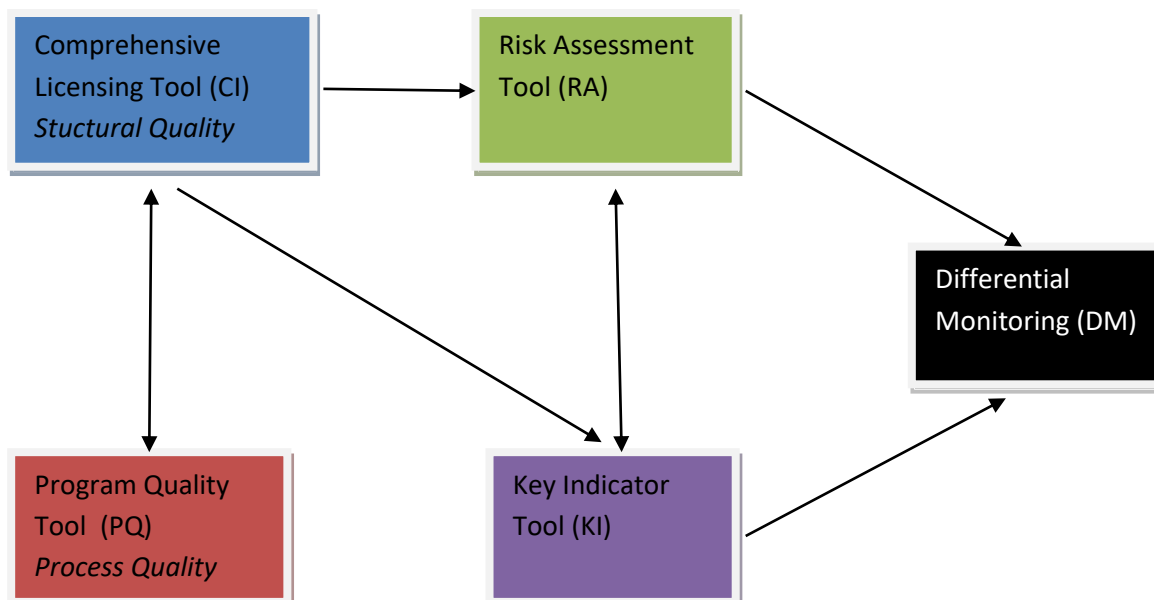 Comprehensive
Licensing Tool (CI)
Stuctural Quality
Risk Assessment
Tool (RA)
Differential
Monitoring (DM)
Program Quality
Tool  (PQ)
Process Quality
Key Indicator
Tool (KI)